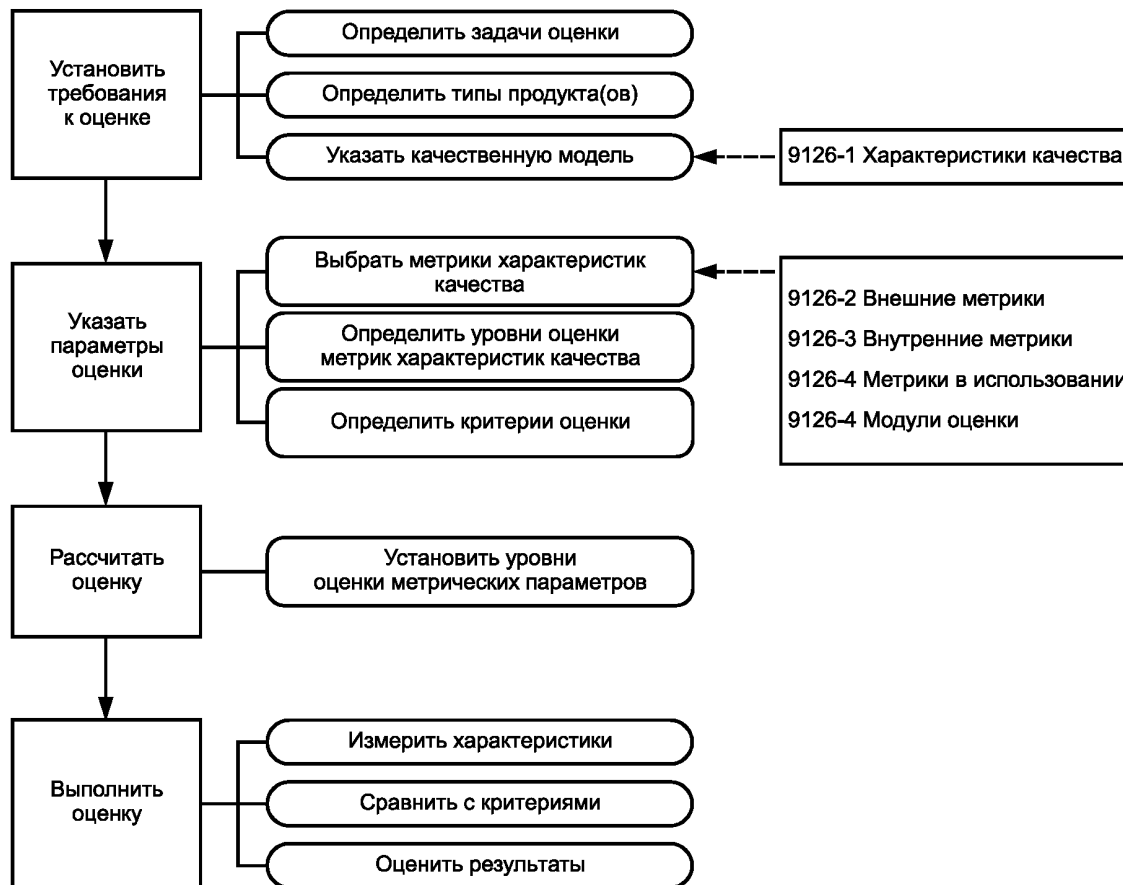 Установить
требования
к оценке
Определить задачи оценки
Определить типы продукта(ов)
Указать качественную модель
9126-1 Характеристики качества
Указать
параметры
оценки
Выбрать метрики характеристик
качества
Определить уровни оценки
метрик характеристик качества
Определить критерии оценки
9126-2 Внешние метрики
9126-3 Внутренние метрики
9126-4 Метрики в использовании
9126-4 Модули оценки
Рассчитать
оценку
Установить уровни
оценки метрических параметров
Выполнить
оценку
Измерить характеристики
Сравнить с критериями
Оценить результаты